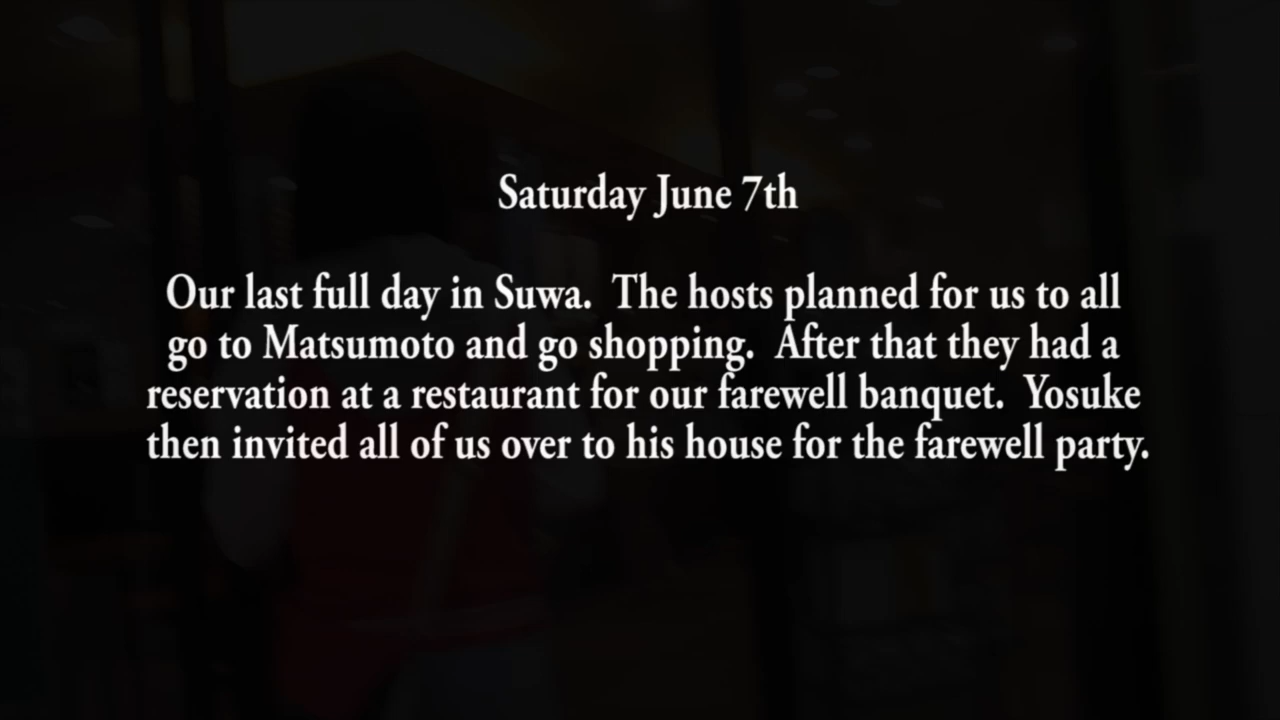 Saturday June 7th
Our last full day in Suwa.  The hosts planned for us to all
go to Matsumoto and go shopping.  After that they had a
reservation at a restaurant for our farewell banquet.  Yosuke
then invited all of us over to his house for the farewell party.